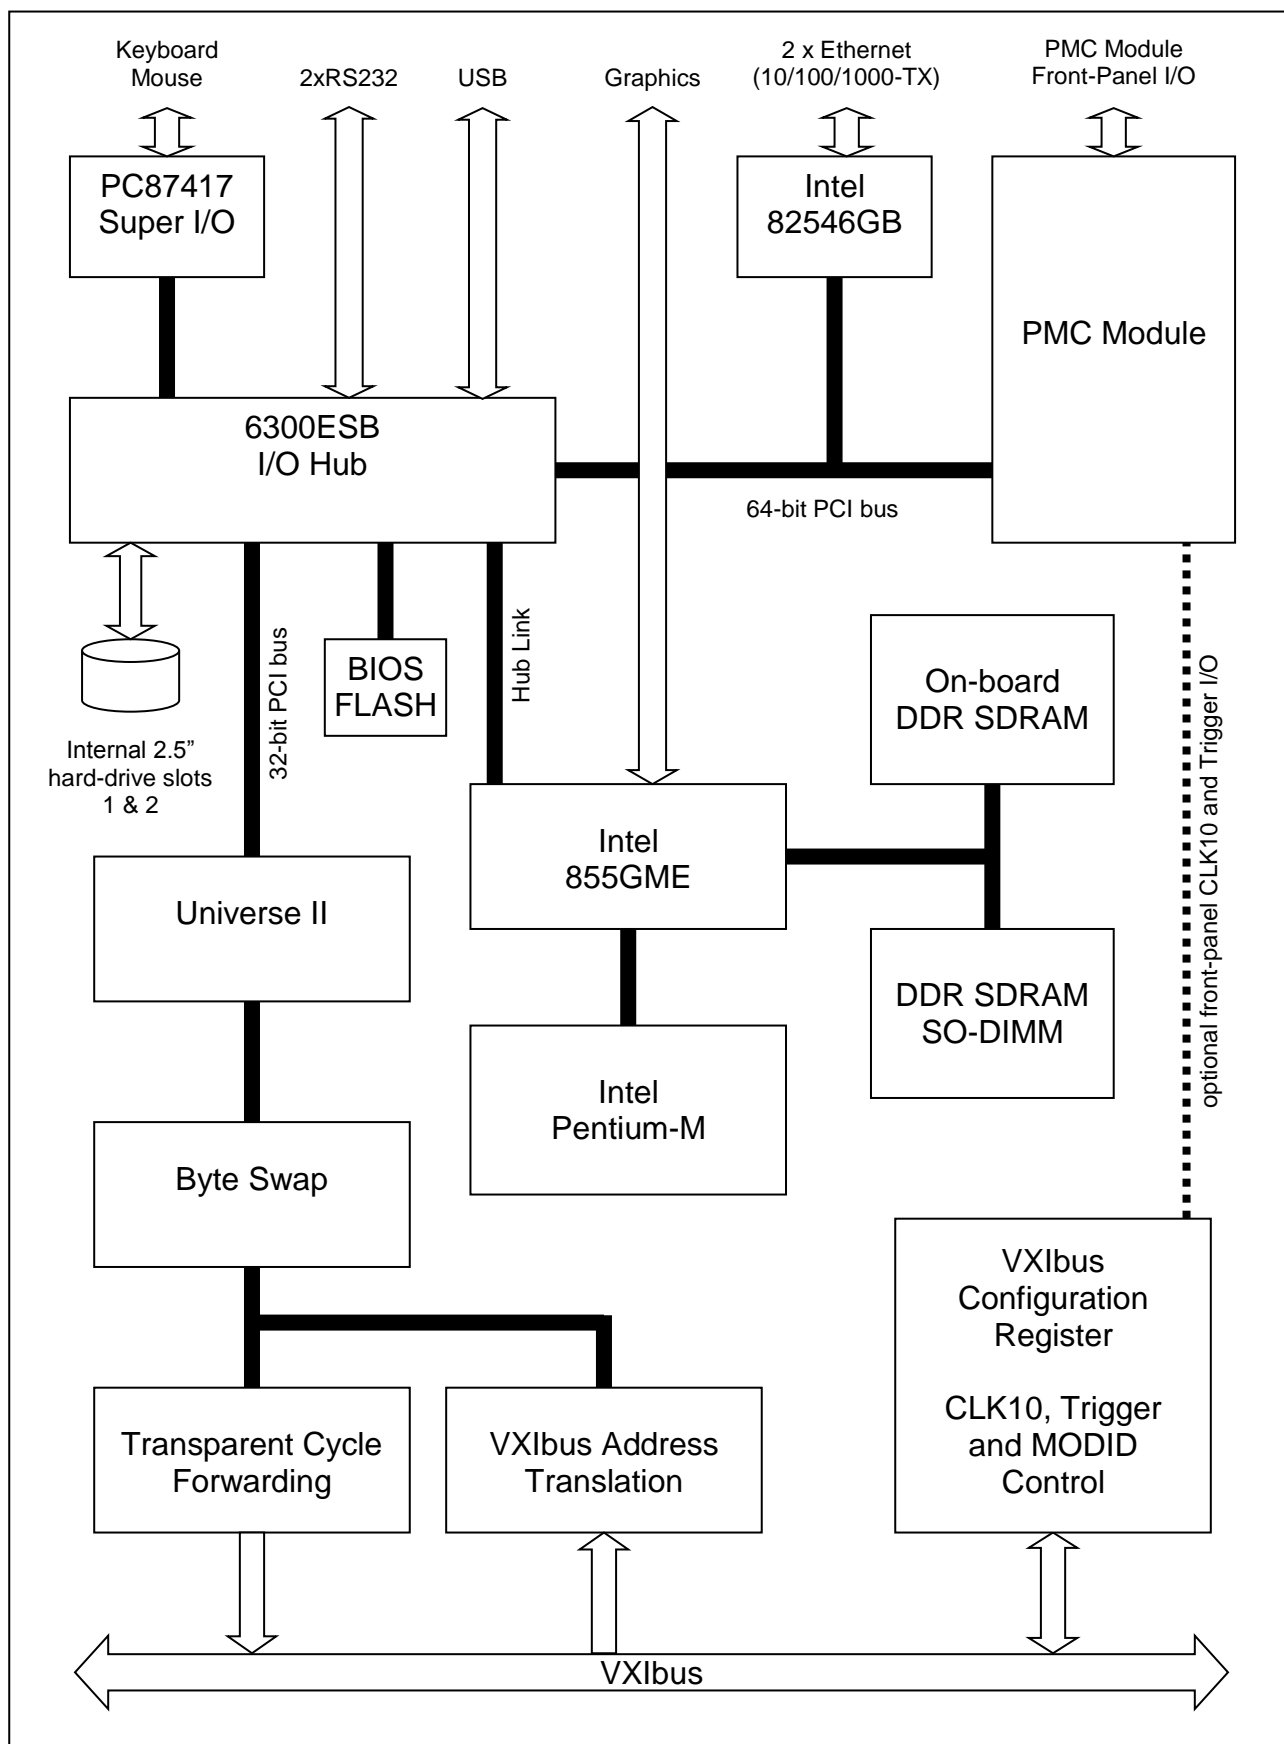 Keyboard
Mouse
2xRS232
USB
Graphics
2 x Ethernet
(10/100/1000-TX)
PMC Module
Front-Panel I/O
PC87417
Super I/O
Intel
82546GB
PMC Module
6300ESB
I/O Hub
64-bit PCI bus
32-bit PCI bus
BIOS
FLASH
Hub Link
Internal 2.5”
hard-drive slots
1 & 2
On-board
DDR SDRAM
optional front-panel CLK10 and Trigger I/O
Intel
855GME
Universe II
DDR SDRAM
SO-DIMM
Intel
Pentium-M
Byte Swap
VXIbus
Configuration
Register
CLK10, Trigger
and MODID
Control
Transparent Cycle
Forwarding
VXIbus Address
Translation
VXIbus